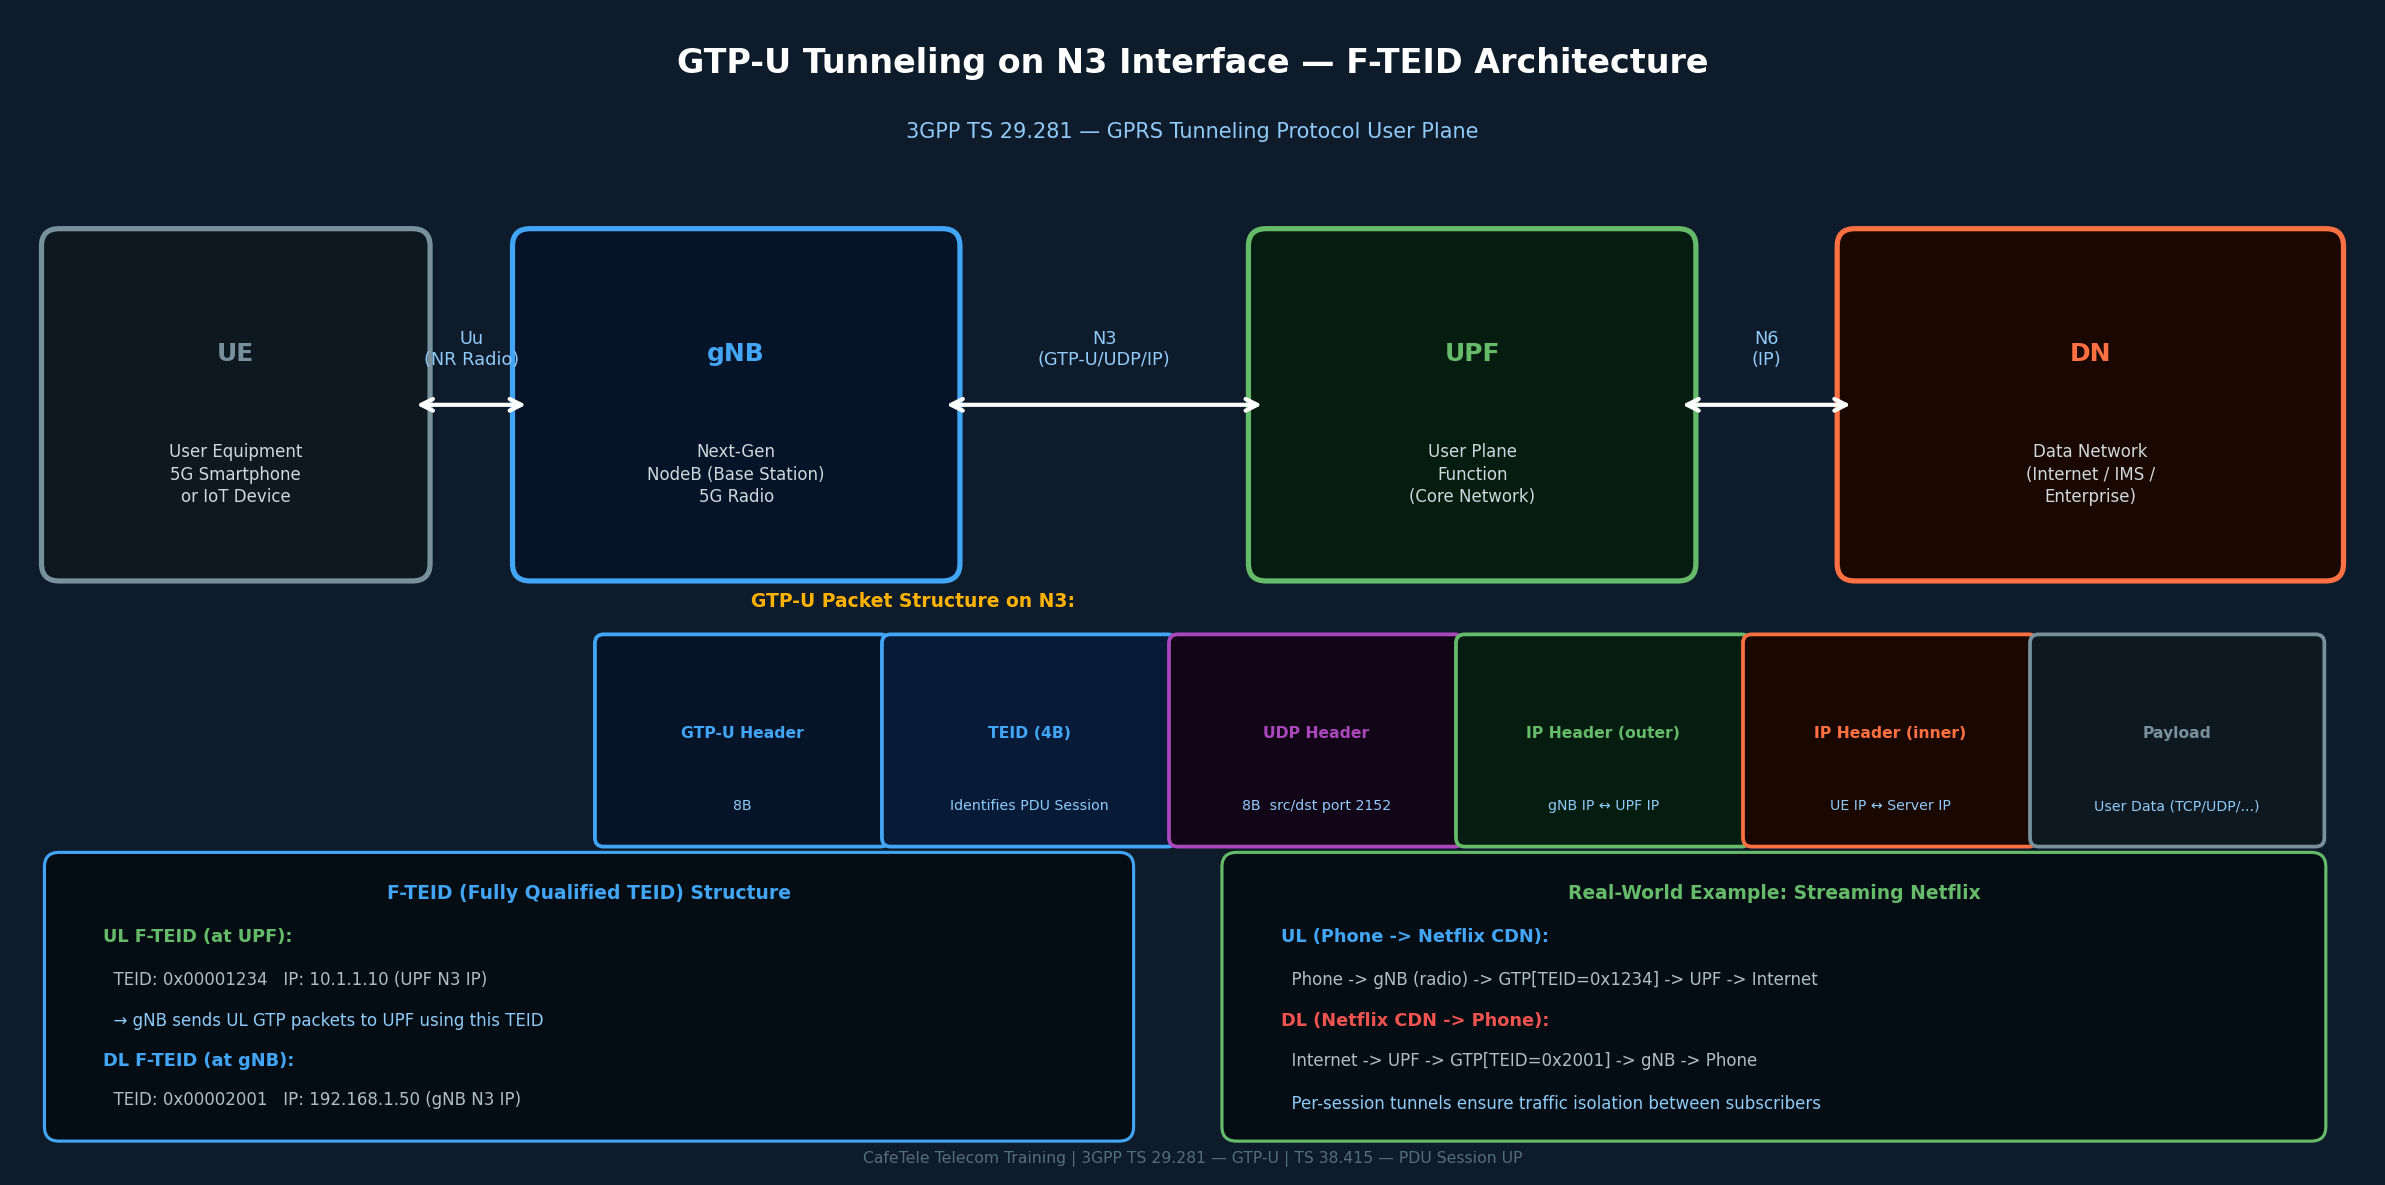 GTP-U Tunneling on N3 Interface — F-TEID Architecture
3GPP TS 29.281 — GPRS Tunneling Protocol User Plane
UE
User Equipment
5G Smartphone
or IoT Device
Uu
(NR Radio)
gNB
Next-Gen
NodeB (Base Station)
5G Radio
N3
(GTP-U/UDP/IP)
UPF
User Plane
Function
(Core Network)
N6
(IP)
DN
Data Network
(Internet / IMS /
Enterprise)
GTP-U Packet Structure on N3:
GTP-U Header
8B
TEID (4B)
Identifies PDU Session
UDP Header
8B  src/dst port 2152
IP Header (outer)
gNB IP ↔ UPF IP
IP Header (inner)
UE IP ↔ Server IP
Payload
User Data (TCP/UDP/...)
F-TEID (Fully Qualified TEID) Structure
UL F-TEID (at UPF):
TEID: 0x00001234   IP: 10.1.1.10 (UPF N3 IP)
→ gNB sends UL GTP packets to UPF using this TEID
DL F-TEID (at gNB):
TEID: 0x00002001   IP: 192.168.1.50 (gNB N3 IP)
Real-World Example: Streaming Netflix
UL (Phone -> Netflix CDN):
Phone -> gNB (radio) -> GTP[TEID=0x1234] -> UPF -> Internet
DL (Netflix CDN -> Phone):
Internet -> UPF -> GTP[TEID=0x2001] -> gNB -> Phone
Per-session tunnels ensure traffic isolation between subscribers
CafeTele Telecom Training | 3GPP TS 29.281 — GTP-U | TS 38.415 — PDU Session UP